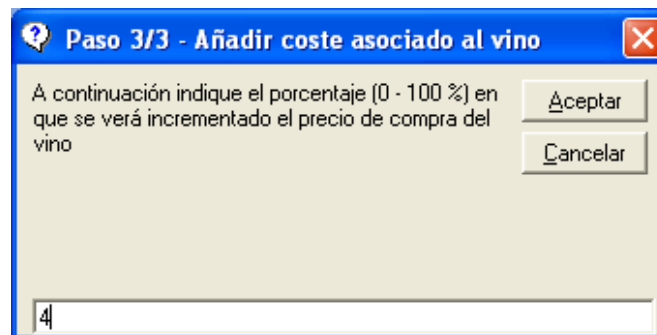 Paso 3/3 - Añadir coste asociado al vino
A continuación indique el porcentaje (0 - 100 %) en
que se verá incrementado el precio de compra del
vino
Aceptar
Cancelar
4